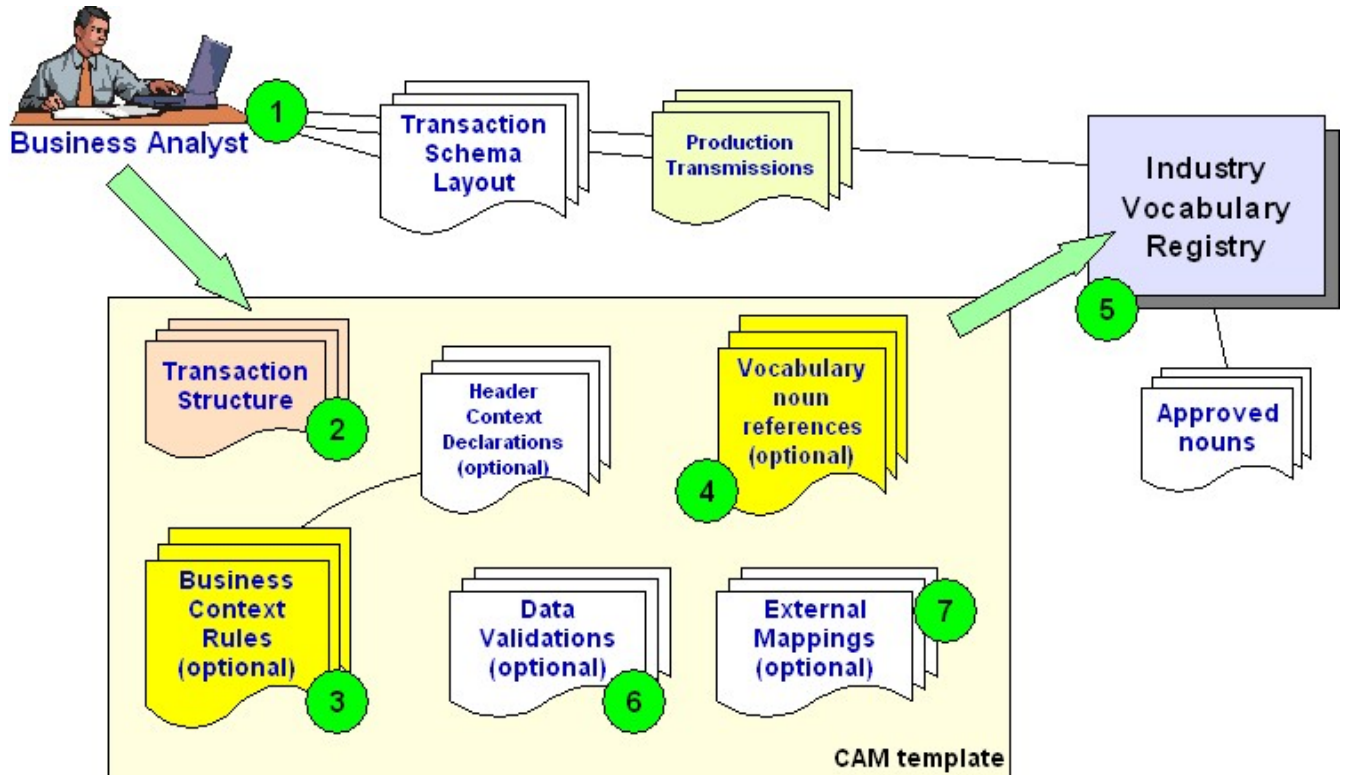 1
Business Analyst
Transaction
Schema
Layout
Production
Transmissions
Industry
Vocabulary
Registry
5
Approved
nouns
Transaction
Structure
2
Header
Context
Declarations
(optional)
Vocabulary
noun
references
(optional)
4
Business
Context
Rules
(optional)
3
Data
Validations
(optional)
6
External
Mappings
(optional)
7
CAM template